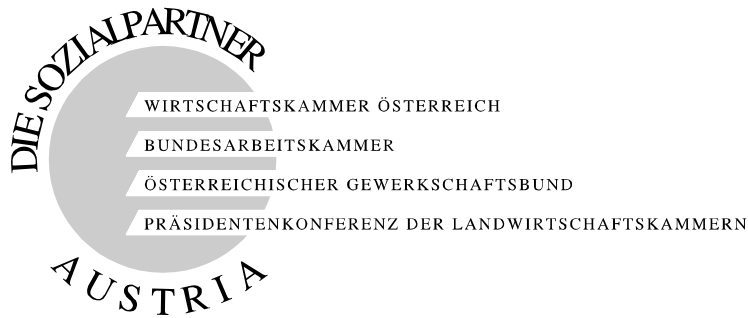 DIE SOZIALPARTNER
WIRTSCHAFTSKAMMER ÖSTERREICH
BUNDESARBEITSKAMMER
ÖSTERREICHISCHER GEWERKSCHAFTSBUND
PRÄSIDENTENKONFERENZ DER LANDWIRTSCHAFTSKAMMERN
AUSTRIA